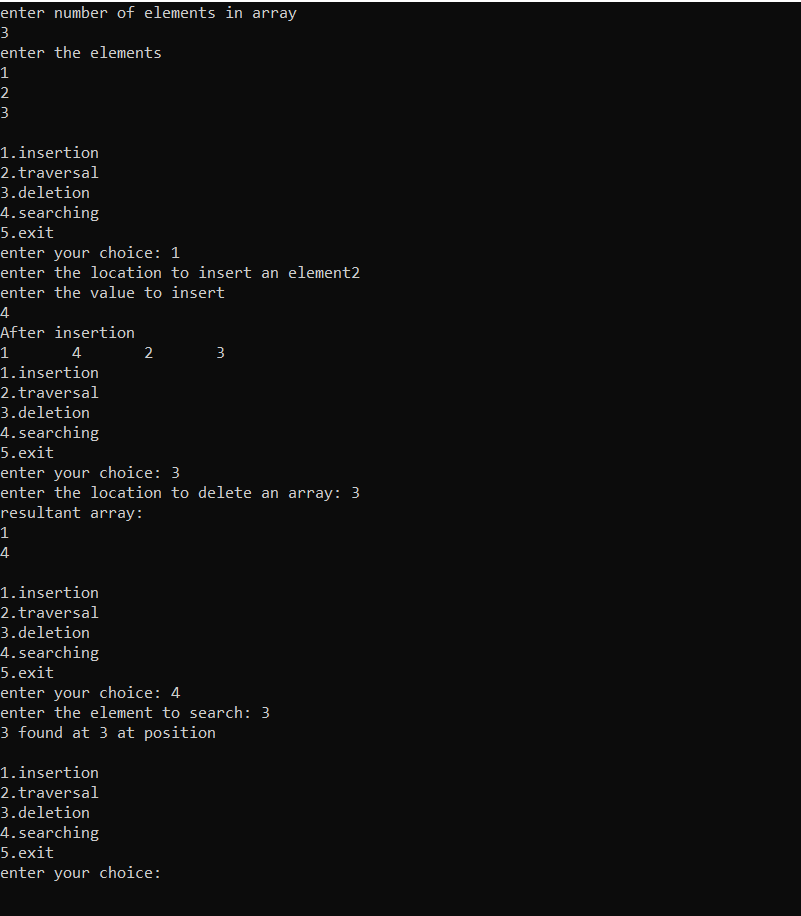 enter number of elements in array
3
enter the elements
1
2
3
1.insertion
2.traversal
3.deletion
4.searching
5.exit
enter your choice: 1
enter the location to insert an element2
enter the value to insert
4
After insertion
1 4 2 3
1.insertion
2.traversal
3.deletion
4.searching
5.exit
enter your choice: 3
enter the location to delete an array: 3
resultant array:
1
4
1.insertion
2.traversal
3.deletion
4.searching
5.exit
enter your choice: 4
enter the element to search: 3
3 found at 3 at position
1.insertion
2.traversal
3.deletion
4.searching
5.exit
enter your choice: